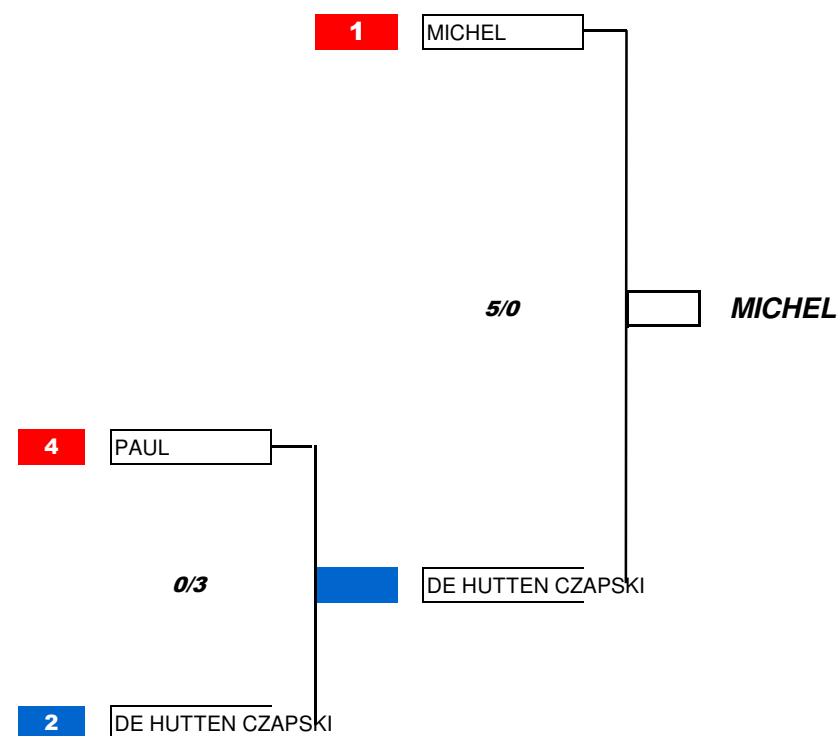 1 MICHEL
5/0 MICHEL
4 PAUL
0/3 DE HUTTEN CZAPSKI
2 DE HUTTEN CZAPSKI